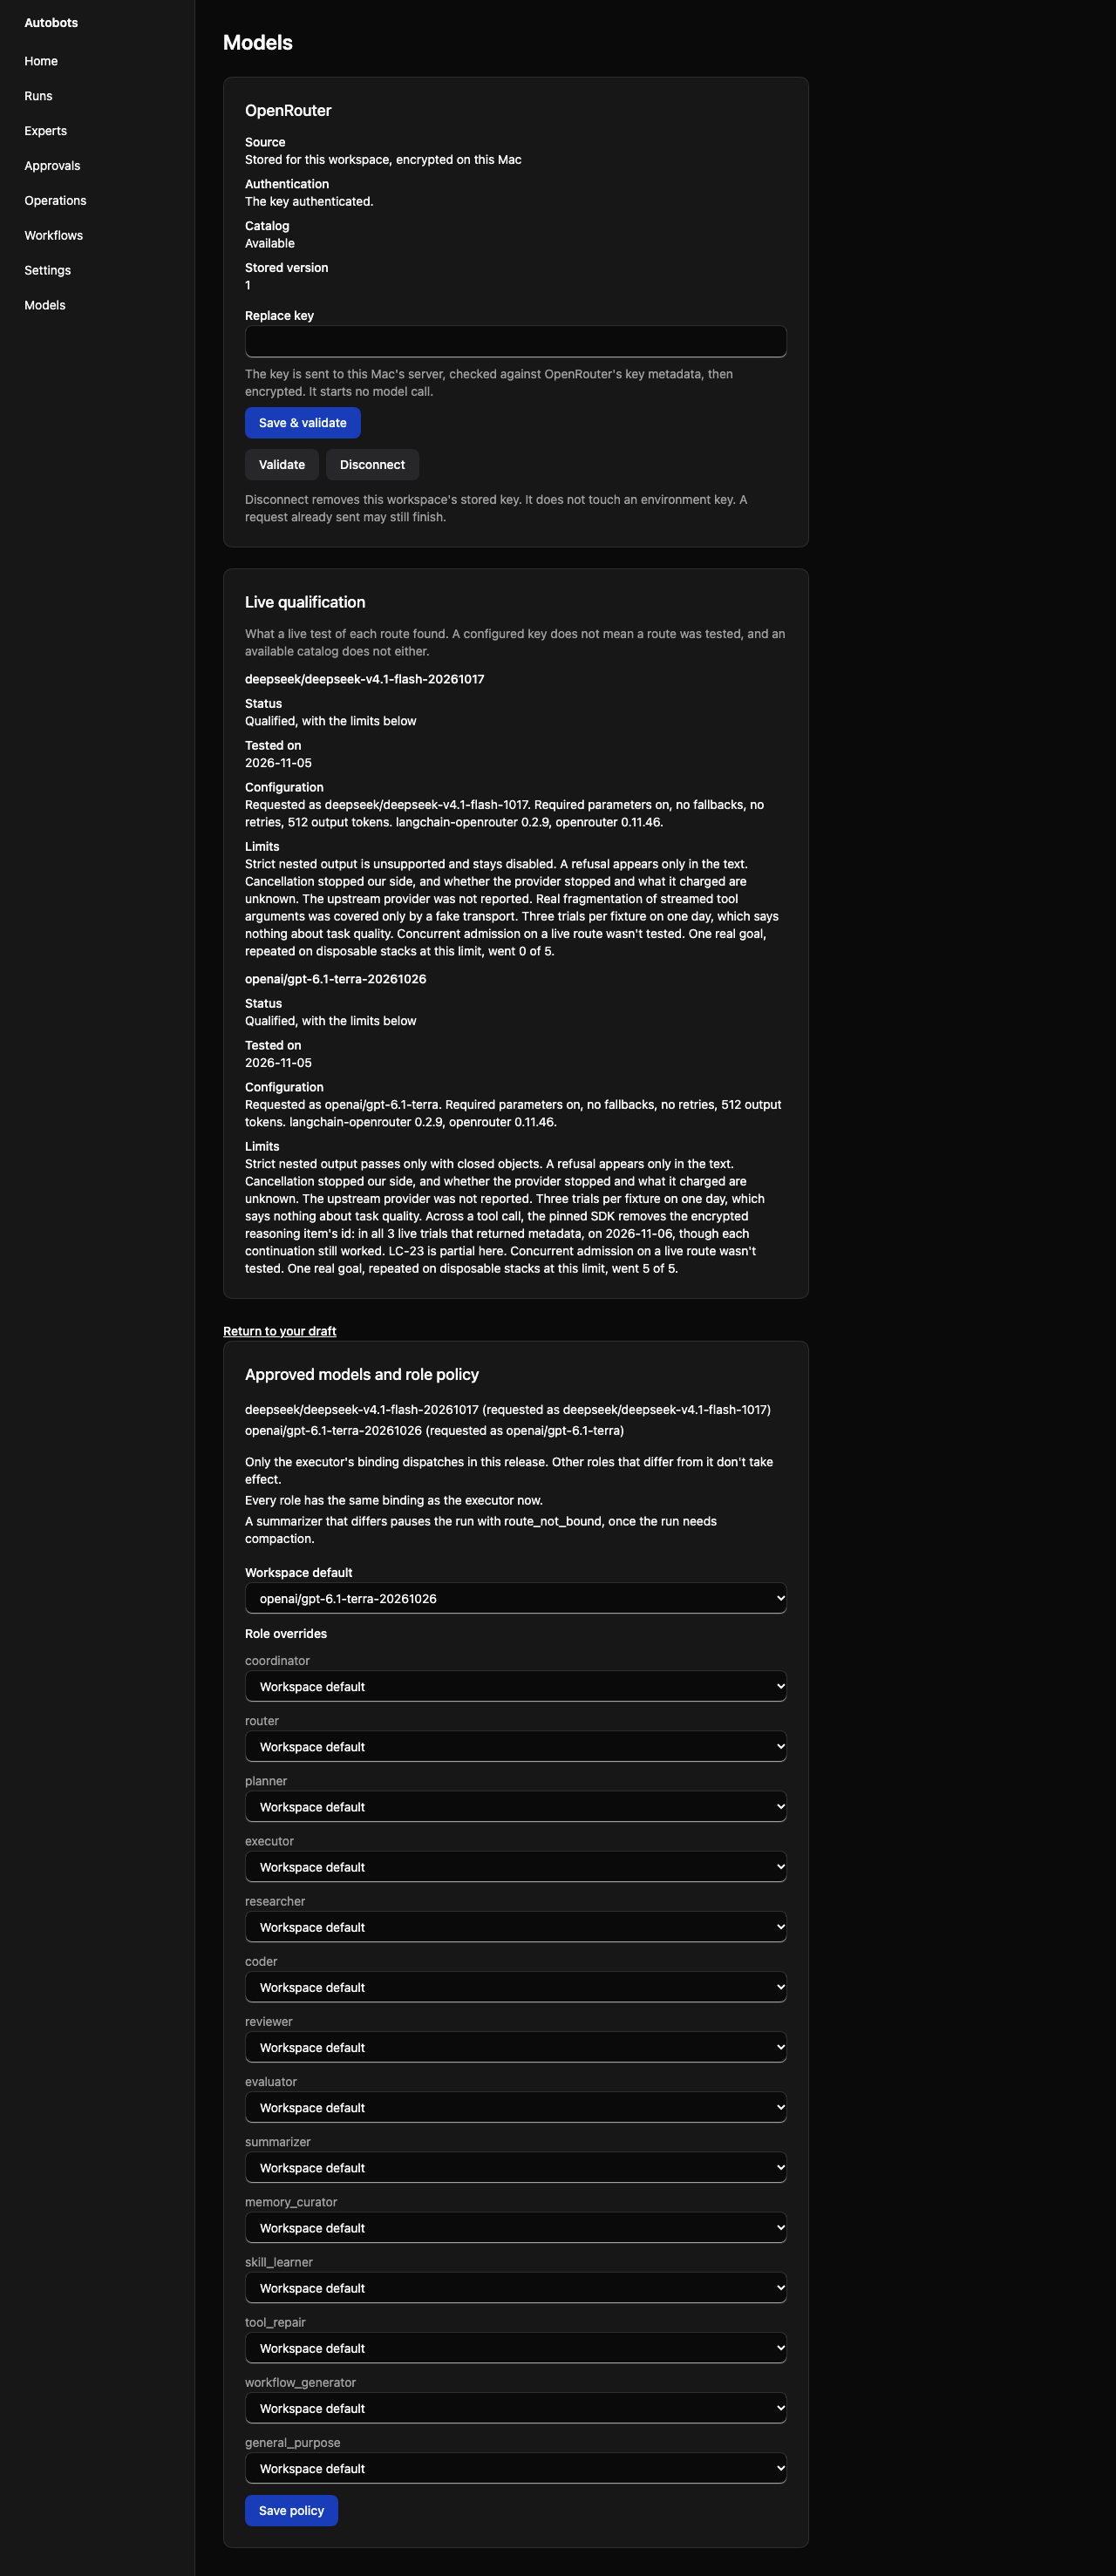 Autobots
Home
Runs
Experts
Approvals
Operations
Workflows
Settings
Models
Models
OpenRouter
Source
Stored for this workspace, encrypted on this Mac
Authentication
The key authenticated.
Catalog
Available
Stored version
1
Replace key
The key is sent to this Mac's server, checked against OpenRouter's key metadata, then
encrypted. It starts no model call.
Save & validate
Validate
Disconnect
Disconnect removes this workspace's stored key. It does not touch an environment key. A
request already sent may still finish.
Live qualification
What a live test of each route found. A configured key does not mean a route was tested, and an
available catalog does not either.
deepseek/deepseek-v4.1-flash-20261017
Status
Qualified, with the limits below
Tested on
2026-11-05
Configuration
Requested as deepseek/deepseek-v4.1-flash-1017. Required parameters on, no fallbacks, no
retries, 512 output tokens. langchain-openrouter 0.2.9, openrouter 0.11.46.
Limits
Strict nested output is unsupported and stays disabled. A refusal appears only in the text.
Cancellation stopped our side, and whether the provider stopped and what it charged are
unknown. The upstream provider was not reported. Real fragmentation of streamed tool
arguments was covered only by a fake transport. Three trials per fixture on one day, which says
nothing about task quality. Concurrent admission on a live route wasn't tested. One real goal,
repeated on disposable stacks at this limit, went 0 of 5.
openai/gpt-6.1-terra-20261026
Status
Qualified, with the limits below
Tested on
2026-11-05
Configuration
Requested as openai/gpt-6.1-terra. Required parameters on, no fallbacks, no retries, 512 output
tokens. langchain-openrouter 0.2.9, openrouter 0.11.46.
Limits
Strict nested output passes only with closed objects. A refusal appears only in the text.
Cancellation stopped our side, and whether the provider stopped and what it charged are
unknown. The upstream provider was not reported. Three trials per fixture on one day, which
says nothing about task quality. Across a tool call, the pinned SDK removes the encrypted
reasoning item's id: in all 3 live trials that returned metadata, on 2026-11-06, though each
continuation still worked. LC-23 is partial here. Concurrent admission on a live route wasn't
tested. One real goal, repeated on disposable stacks at this limit, went 5 of 5.
Return to your draft
Approved models and role policy
deepseek/deepseek-v4.1-flash-20261017 (requested as deepseek/deepseek-v4.1-flash-1017)
openai/gpt-6.1-terra-20261026 (requested as openai/gpt-6.1-terra)
Only the executor's binding dispatches in this release. Other roles that differ from it don't take
effect.
Every role has the same binding as the executor now.
A summarizer that differs pauses the run with route_not_bound, once the run needs
compaction.
Workspace default
openai/gpt-6.1-terra-20261026
Role overrides
coordinator
Workspace default
router
Workspace default
planner
Workspace default
executor
Workspace default
researcher
Workspace default
coder
Workspace default
reviewer
Workspace default
evaluator
Workspace default
summarizer
Workspace default
memory_curator
Workspace default
skill_learner
Workspace default
tool_repair
Workspace default
workflow_generator
Workspace default
general_purpose
Workspace default
Save policy